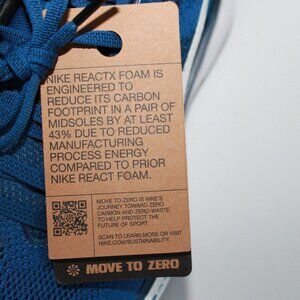 NIKE REACTX FOAM IS
ENGINEERED TO
REDUCE ITS CARBON
FOOTPRINT IN A PAIR OF
MIDSOLES BY AT LEAST
43% DUE TO REDUCED
MANUFACTURING
PROCESS ENERGY
COMPARED TO PRIOR
NIKE REACT FOAM.
MOVE TO ZERO IS NIKE'S
JOURNEY TOWARD ZERO
CARBON AND ZERO WASTE
TO HELP PROTECT THE
FUTURE OF SPORT.
SCAN TO LEARN MORE OR VISIT
NIKE.COM/SUSTAINABILITY.
MOVE TO ZERO